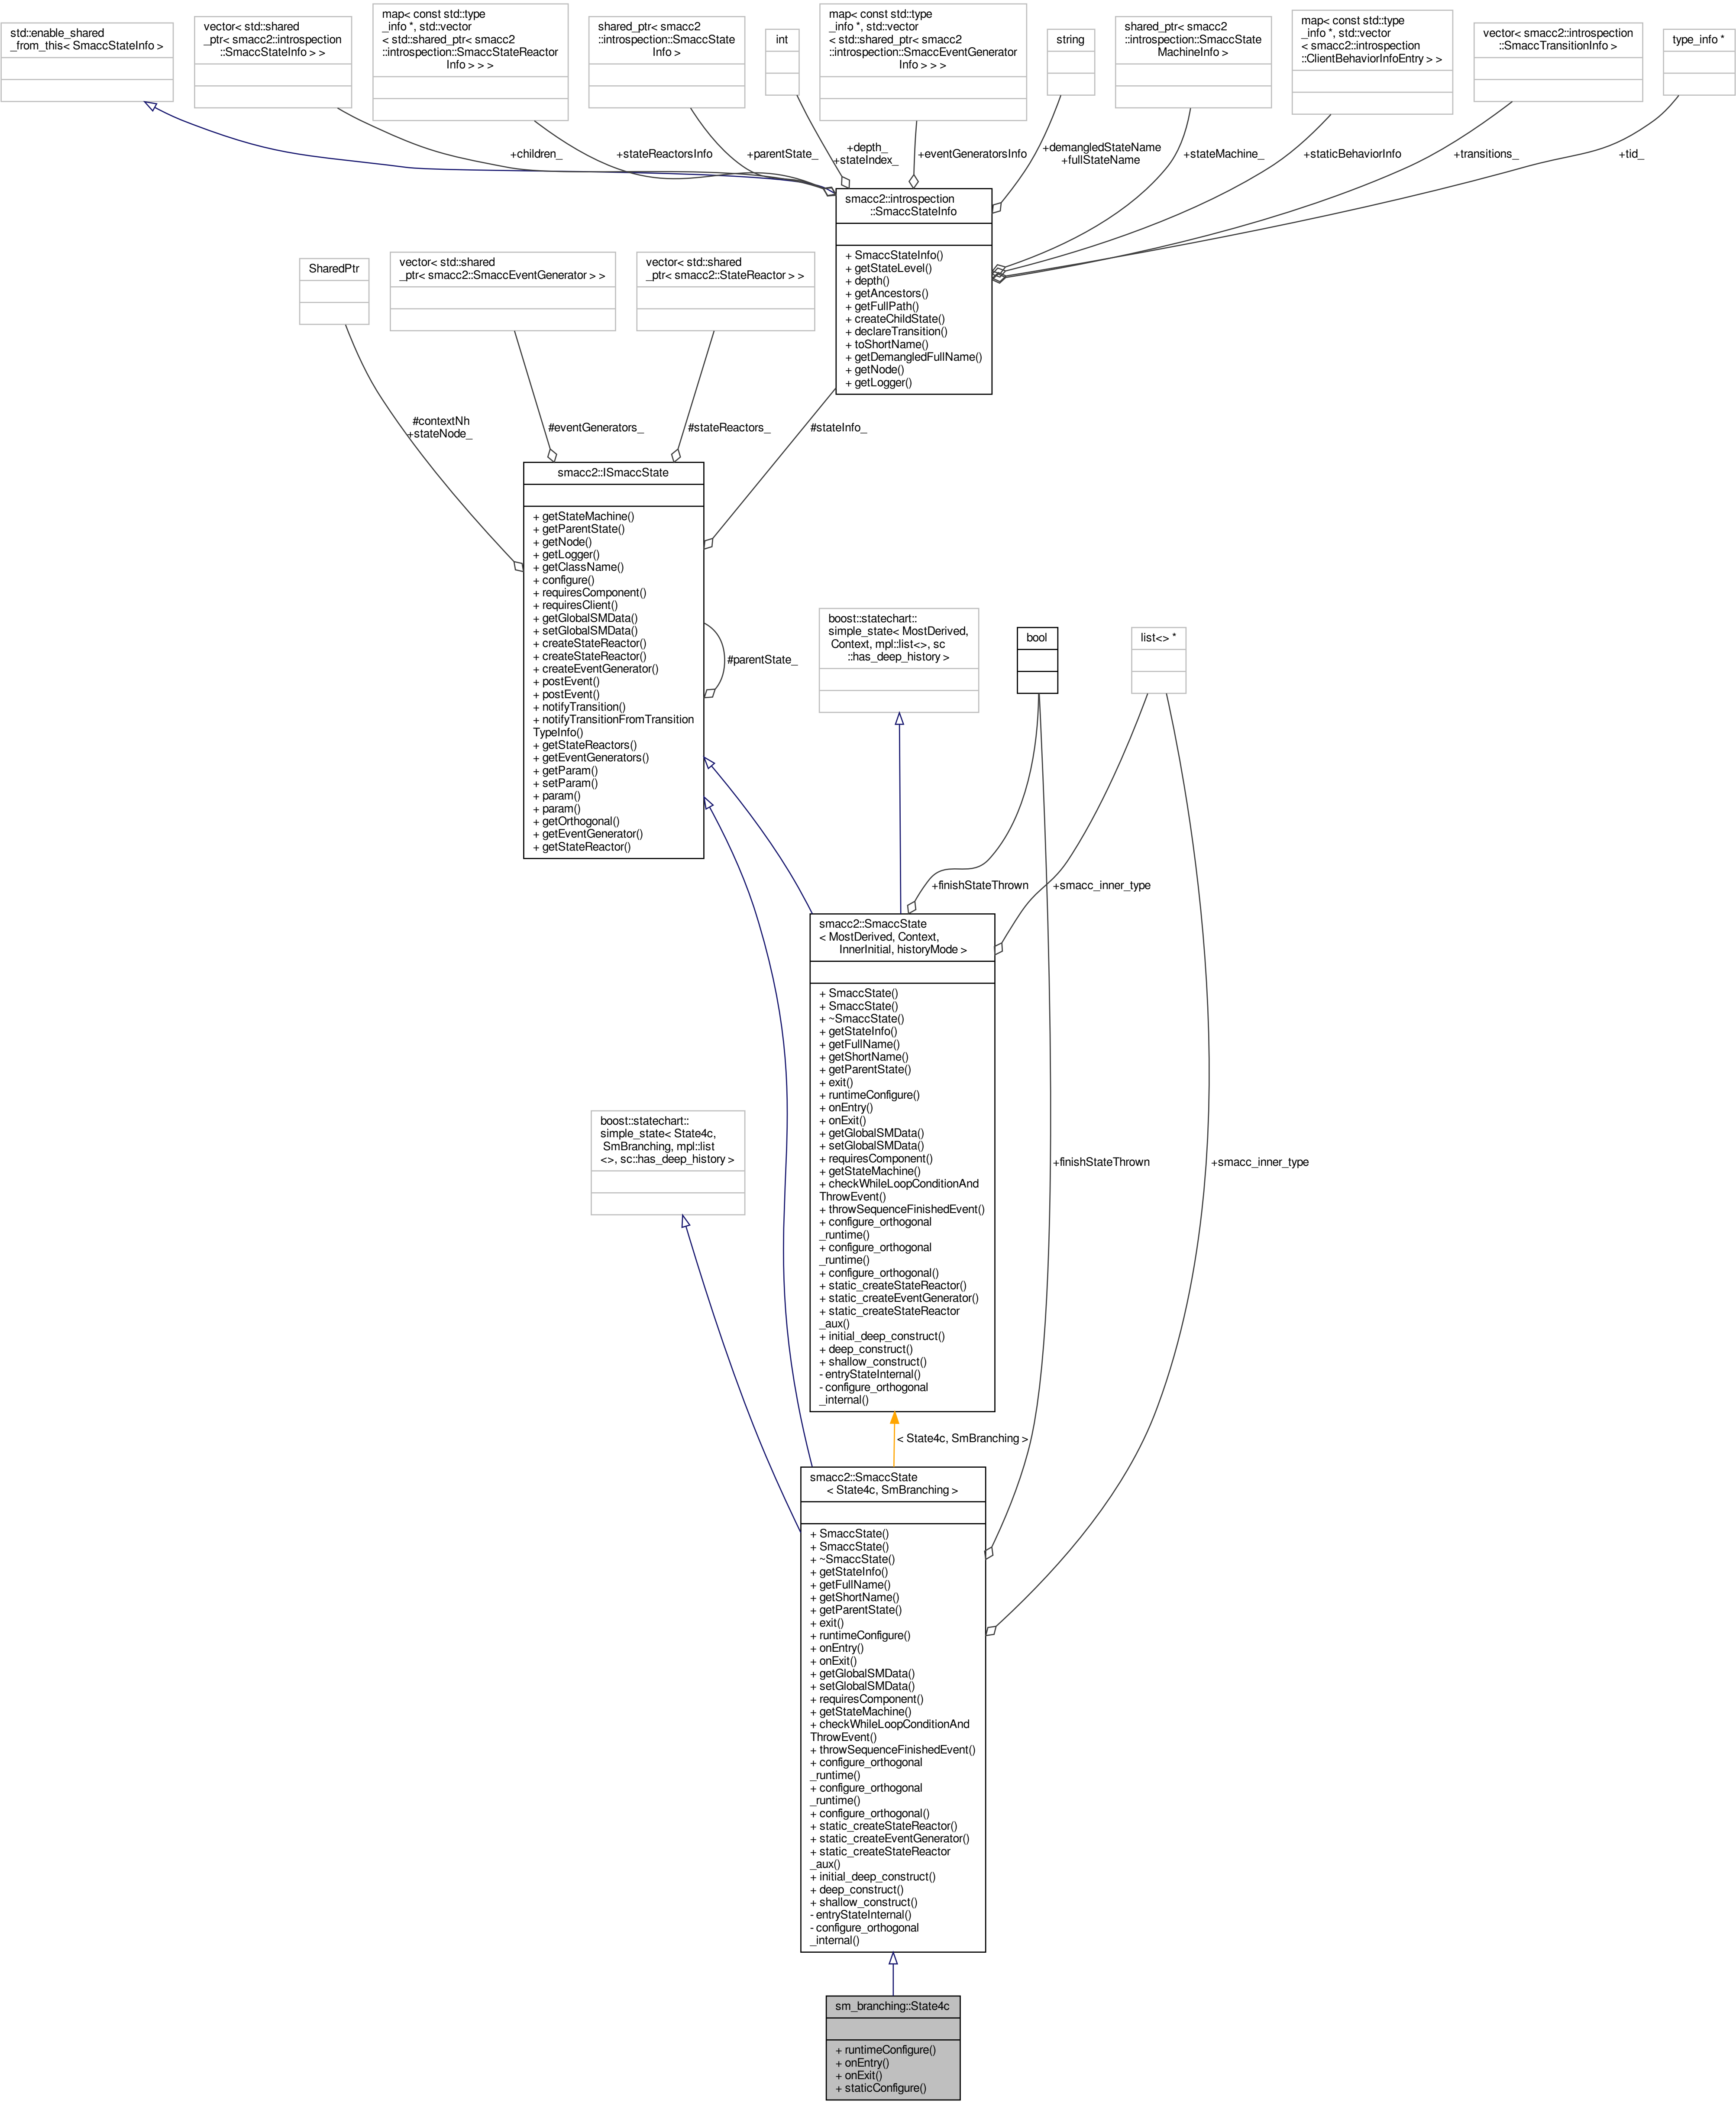 std::enable_shared
_from_this< SmaccStateInfo >
vector< std::shared
_ptr< smacc2::introspection
::SmaccStateInfo > >
map< const std::type
_info *, std::vector
< std::shared_ptr< smacc2
::introspection::SmaccStateReactor
Info > > >
shared_ptr< smacc2
::introspection::SmaccState
Info >
int
map< const std::type
_info *, std::vector
< std::shared_ptr< smacc2
::introspection::SmaccEventGenerator
Info > > >
string
shared_ptr< smacc2
::introspection::SmaccState
MachineInfo >
map< const std::type
_info *, std::vector
< smacc2::introspection
::ClientBehaviorInfoEntry > >
vector< smacc2::introspection
::SmaccTransitionInfo >
type_info *
+children_
+stateReactorsInfo
+parentState_
+depth_
+stateIndex_
+eventGeneratorsInfo
+demangledStateName
+fullStateName
+stateMachine_
+staticBehaviorInfo
+transitions_
+tid_
smacc2::introspection
::SmaccStateInfo
+ SmaccStateInfo()
+ getStateLevel()
+ depth()
+ getAncestors()
+ getFullPath()
+ createChildState()
+ declareTransition()
+ toShortName()
+ getDemangledFullName()
+ getNode()
+ getLogger()
SharedPtr
vector< std::shared
_ptr< smacc2::SmaccEventGenerator > >
vector< std::shared
_ptr< smacc2::StateReactor > >
#contextNh
+stateNode_
#eventGenerators_
#stateReactors_
#stateInfo_
smacc2::ISmaccState
+ getStateMachine()
+ getParentState()
+ getNode()
+ getLogger()
+ getClassName()
+ configure()
+ requiresComponent()
+ requiresClient()
+ getGlobalSMData()
+ setGlobalSMData()
+ createStateReactor()
+ createStateReactor()
+ createEventGenerator()
+ postEvent()
+ postEvent()
+ notifyTransition()
+ notifyTransitionFromTransition
TypeInfo()
+ getStateReactors()
+ getEventGenerators()
+ getParam()
+ setParam()
+ param()
+ param()
+ getOrthogonal()
+ getEventGenerator()
+ getStateReactor()
#parentState_
boost::statechart::
simple_state< MostDerived,
Context, mpl::list<>, sc
::has_deep_history >
bool
list<> *
+finishStateThrown
+smacc_inner_type
smacc2::SmaccState
< MostDerived, Context,
InnerInitial, historyMode >
+ SmaccState()
+ SmaccState()
+ ~SmaccState()
+ getStateInfo()
+ getFullName()
+ getShortName()
+ getParentState()
+ exit()
+ runtimeConfigure()
+ onEntry()
+ onExit()
+ getGlobalSMData()
+ setGlobalSMData()
+ requiresComponent()
+ getStateMachine()
+ checkWhileLoopConditionAnd
ThrowEvent()
+ throwSequenceFinishedEvent()
+ configure_orthogonal
_runtime()
+ configure_orthogonal
_runtime()
+ configure_orthogonal()
+ static_createStateReactor()
+ static_createEventGenerator()
+ static_createStateReactor
_aux()
+ initial_deep_construct()
+ deep_construct()
+ shallow_construct()
- entryStateInternal()
- configure_orthogonal
_internal()
boost::statechart::
simple_state< State4c,
SmBranching, mpl::list
<>, sc::has_deep_history >
+finishStateThrown
+smacc_inner_type
< State4c, SmBranching >
smacc2::SmaccState
< State4c, SmBranching >
+ SmaccState()
+ SmaccState()
+ ~SmaccState()
+ getStateInfo()
+ getFullName()
+ getShortName()
+ getParentState()
+ exit()
+ runtimeConfigure()
+ onEntry()
+ onExit()
+ getGlobalSMData()
+ setGlobalSMData()
+ requiresComponent()
+ getStateMachine()
+ checkWhileLoopConditionAnd
ThrowEvent()
+ throwSequenceFinishedEvent()
+ configure_orthogonal
_runtime()
+ configure_orthogonal
_runtime()
+ configure_orthogonal()
+ static_createStateReactor()
+ static_createEventGenerator()
+ static_createStateReactor
_aux()
+ initial_deep_construct()
+ deep_construct()
+ shallow_construct()
- entryStateInternal()
- configure_orthogonal
_internal()
sm_branching::State4c
+ runtimeConfigure()
+ onEntry()
+ onExit()
+ staticConfigure()